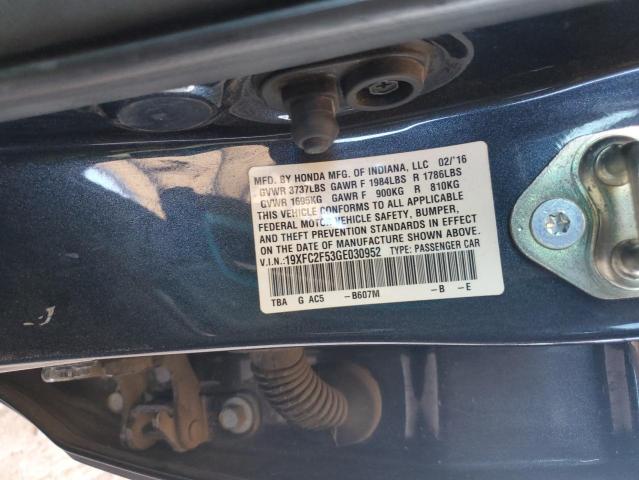 MFD. BY HONDA MFG. OF INDIANA, LLC 02/'16
GVWR 3737LBS GAWR F 1984LBS R 1786LBS
GVWR 1695KG GAWR F 900KG R 810KG
THIS VEHICLE CONFORMS TO ALL APPLICABLE
FEDERAL MOTOR VEHICLE SAFETY, BUMPER,
AND THEFT PREVENTION STANDARDS IN EFFECT
ON THE DATE OF MANUFACTURE SHOWN ABOVE.
V.I.N.:19XFC2F53GE030952 TYPE: PASSENGER CAR
TBA G AC5 -B607M -B -E